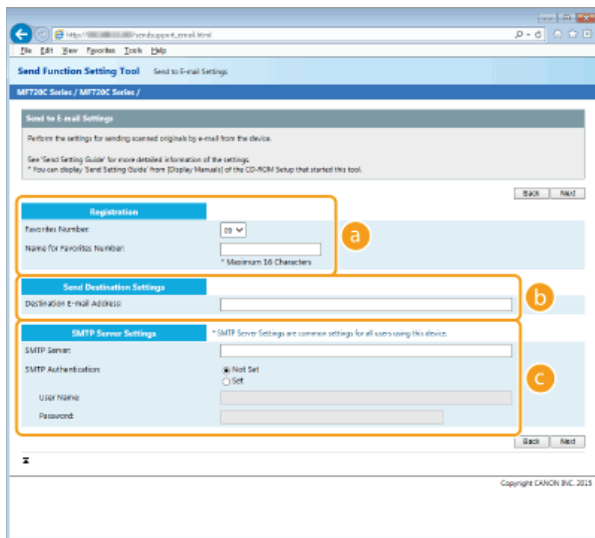 http://
/sendsupport_email.html
File Edit View Favorites Tools Help
Send Function Setting Tool Send to E-mail Settings
MF720C Series / MF720C Series /
Send to E-mail Settings
Perform the settings for sending scanned originals by e-mail from the device.
See 'Send Setting Guide' for more detailed information of the settings.
* You can display 'Send Setting Guide' from [Display Manuals] of the CD-ROM Setup that started this tool.
Back Next
Registration
Favorites Number:
Name for Favorites Number:
* Maximum 16 Characters
a
Send Destination Settings
Destination E-mail Address:
b
SMTP Server Settings * SMTP Server Settings are common settings for all users using this device.
SMTP Server:
SMTP Authentication: Not Set
Set
User Name:
Password:
c
Back Next
Copyright CANON INC. 2015